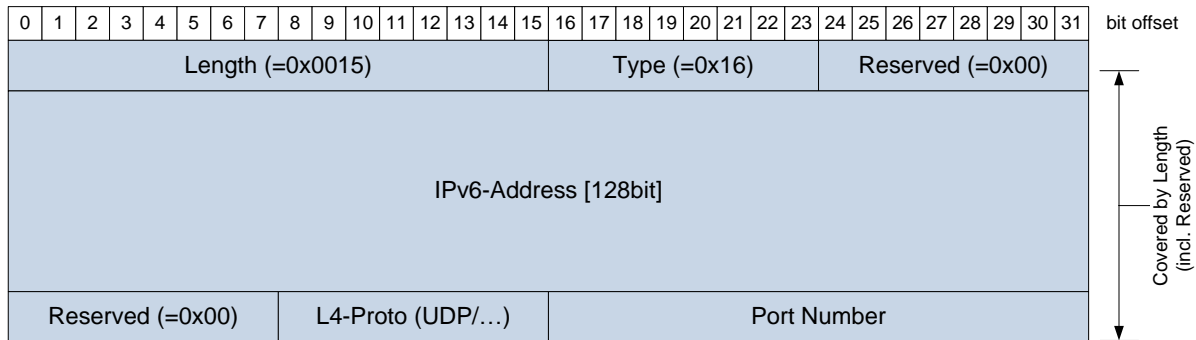 0 1 2 3 4 5 6 7 8 9 10 11 12 13 14 15 16 17 18 19 20 21 22 23 24 25 26 27 28 29 30 31 bit offset
Length (=0x0015) Type (=0x16) Reserved (=0x00)
IPv6-Address [128bit]
Covered by Length
(incl. Reserved)
Reserved (=0x00) L4-Proto (UDP/…) Port Number